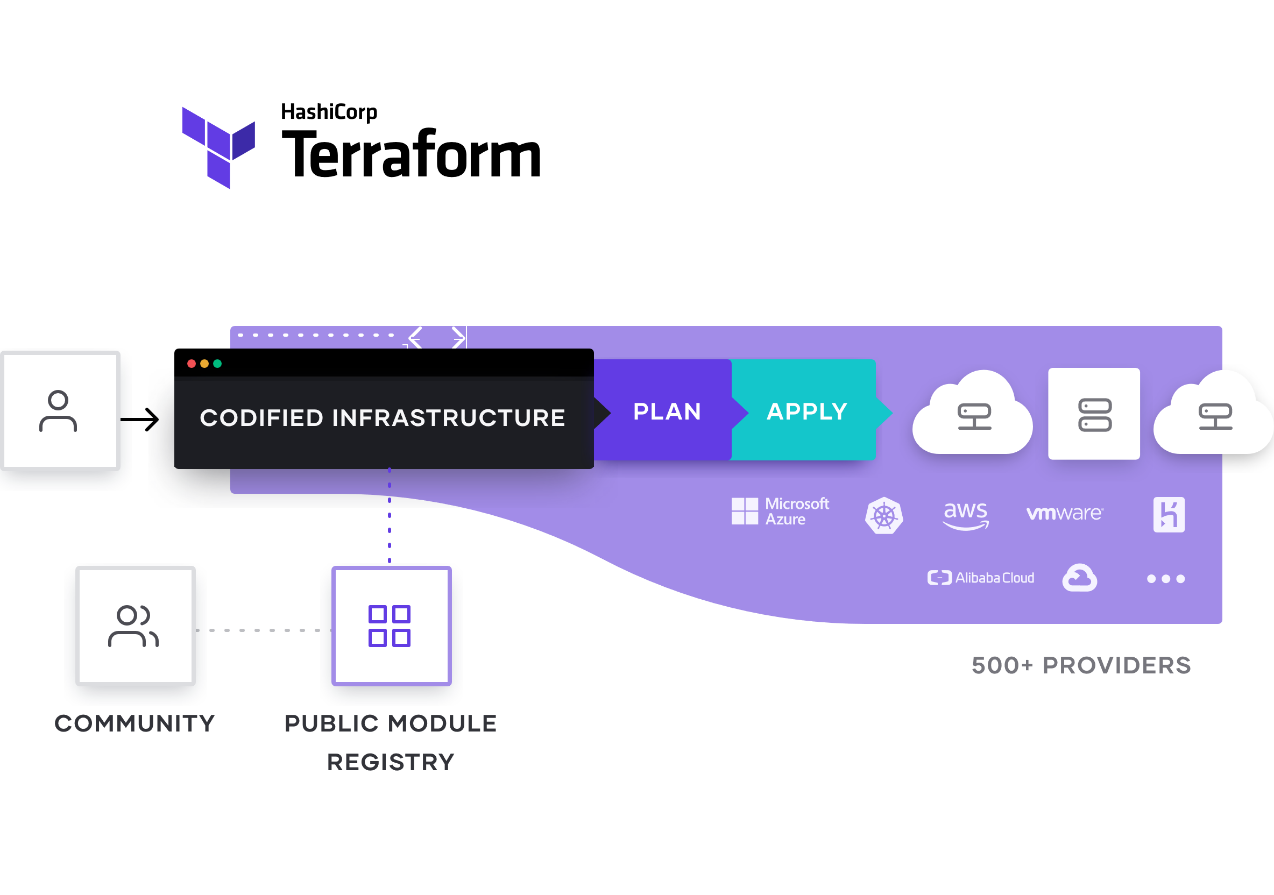 HashiCorp
Terraform
CODIFIED INFRASTRUCTURE
PLAN
APPLY
Microsoft
Azure
aws
vmware
Alibaba Cloud
500+ PROVIDERS
COMMUNITY
PUBLIC MODULE
REGISTRY